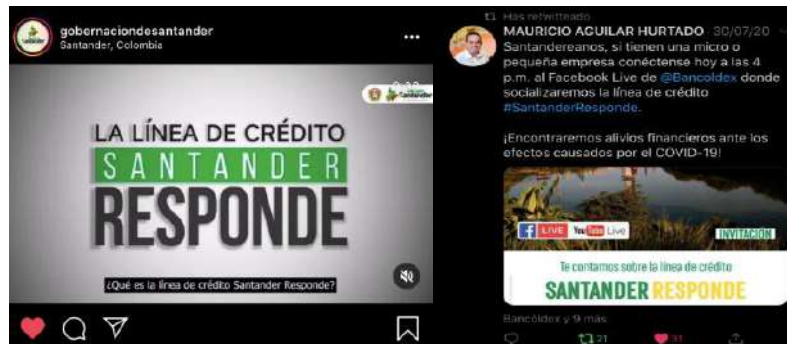 gobernaciondesantander
Santander, Colombia
LA LÍNEA DE CRÉDITO
SANTANDER
RESPONDE
¿Qué es la línea de crédito Santander Responde?
Has retwitteado
MAURICIO AGUILAR HURTADO · 30/07/20
Santandereanos, si tienen una micro o
pequeña empresa conéctense hoy a las 4
p.m. al Facebook Live de @Bancoldex donde
socializaremos la línea de crédito
#SantanderResponde.
¡Encontraremos alivios financieros ante los
efectos causados por el COVID-19!
LIVE YouTube Live
INVITACIÓN
Te contamos sobre la línea de crédito
SANTANDER RESPONDE
Bancóldex y 9 más
21 31